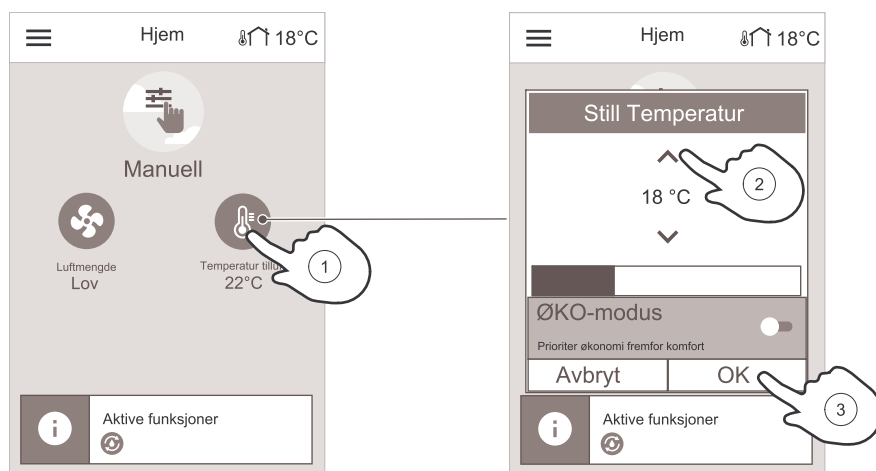 Hjem
18°C
Manuell
Luftmengde
Lov
Temperatur
22°C
1
i
Aktive funksjoner
Hjem
18°C
Still Temperatur
18 °C
2
ØKO-modus
Prioriter økonomi fremfor komfort
Avbryt
OK
3
i
Aktive funksjoner